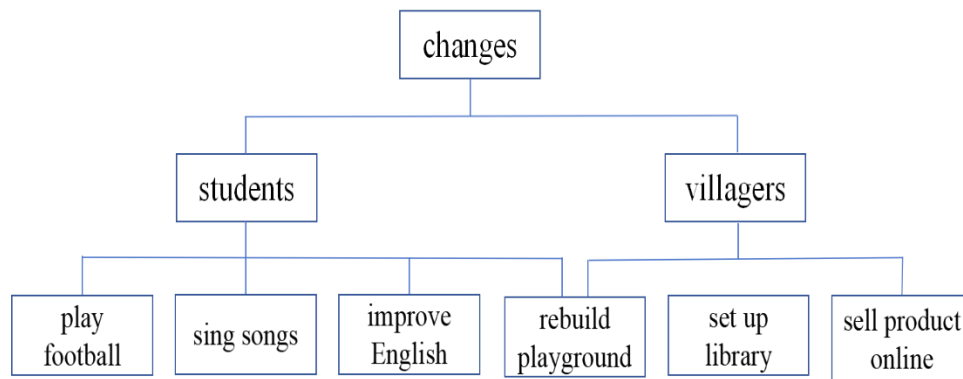 changes
students
villagers
play
football
sing songs
improve
English
rebuild
playground
set up
library
sell product
online